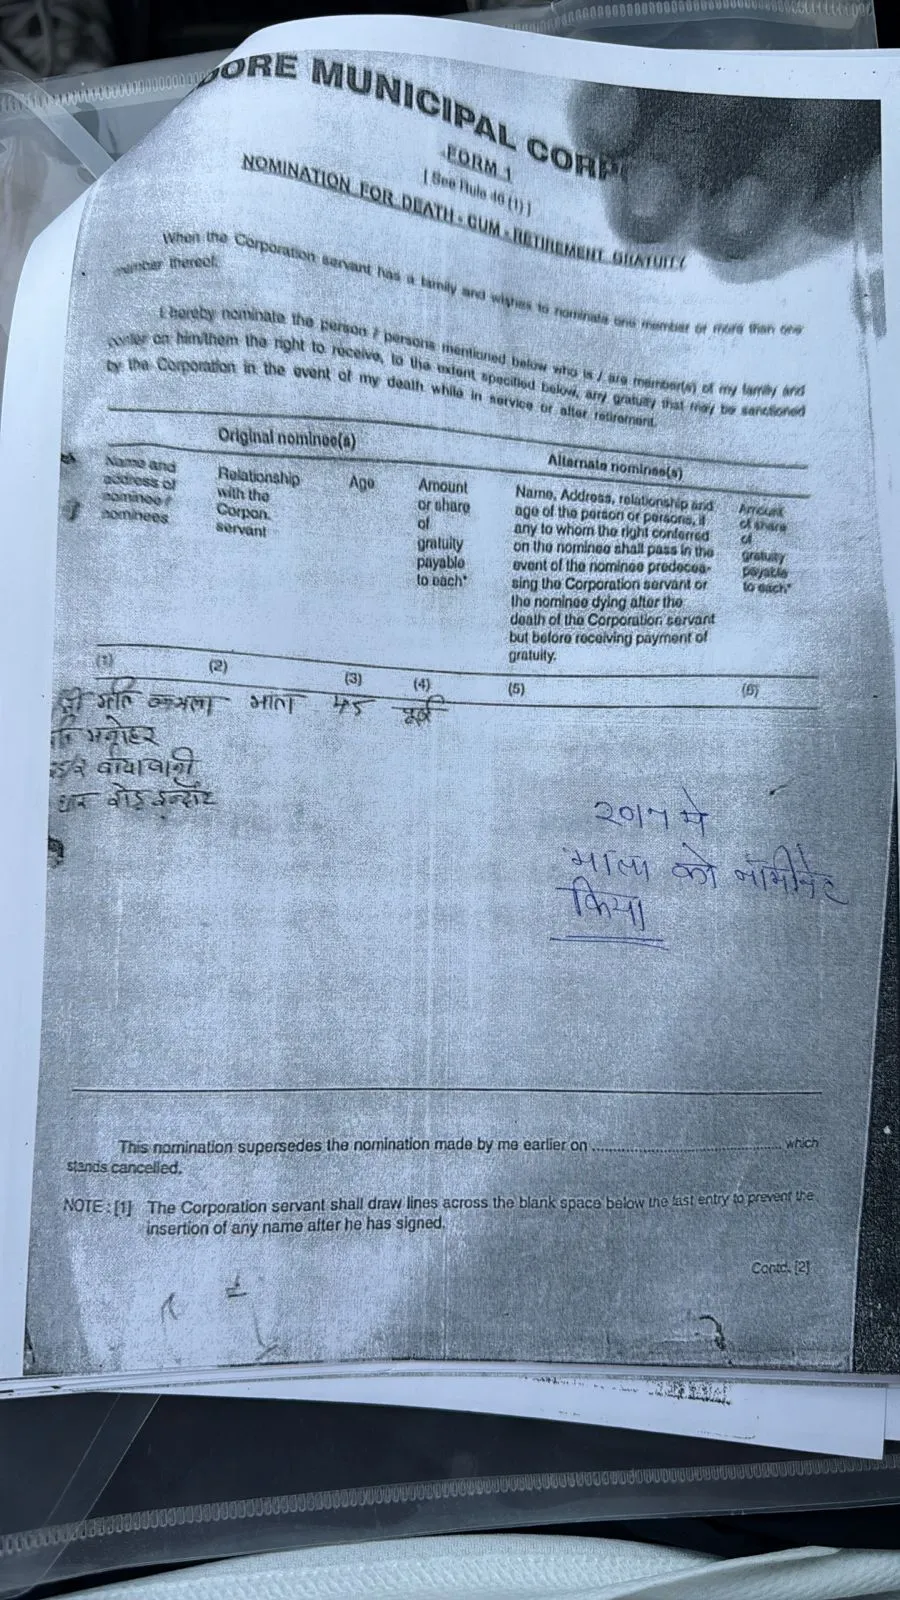 DORE MUNICIPAL CORP
FORM 1
[ See Rule 46 (1) ]
NOMINATION FOR DEATH - CUM - RETIREMENT GRATUITY
When the Corporation servant has a family and wishes to nominate one member or more than one
member thereof.
I hereby nominate the person / persons mentioned below who is / are member(s) of my family and
confer on him/them the right to receive, to the extent specified below, any gratuity that may be sanctioned
by the Corporation in the event of my death while in service or after retirement.
Original nominee(s)
Alternate nominee(s)
Name and
address of
nominee /
nominees
Relationship
with the
Corpon.
servant
Age
Amount
or share
of
gratuity
payable
to each*
Name, Address, relationship and
age of the person or persons, if
any to whom the right conferred
on the nominee shall pass in the
event of the nominee predecea-
sing the Corporation servant or
the nominee dying after the
death of the Corporation servant
but before receiving payment of
gratuity.
Amount
of share
of
gratuity
payable
to each*
(1) (2) (3) (4) (5) (6)
मति कमला माता 45 पूर्ण
मनोहर
रोड इन्दौर
२०१७ मे
माला को नामीनेट
किया
This nomination supersedes the nomination made by me earlier on ................................................ which
stands cancelled.
NOTE : [1] The Corporation servant shall draw lines across the blank space below the last entry to prevent the
insertion of any name after he has signed.
Contd. [2]